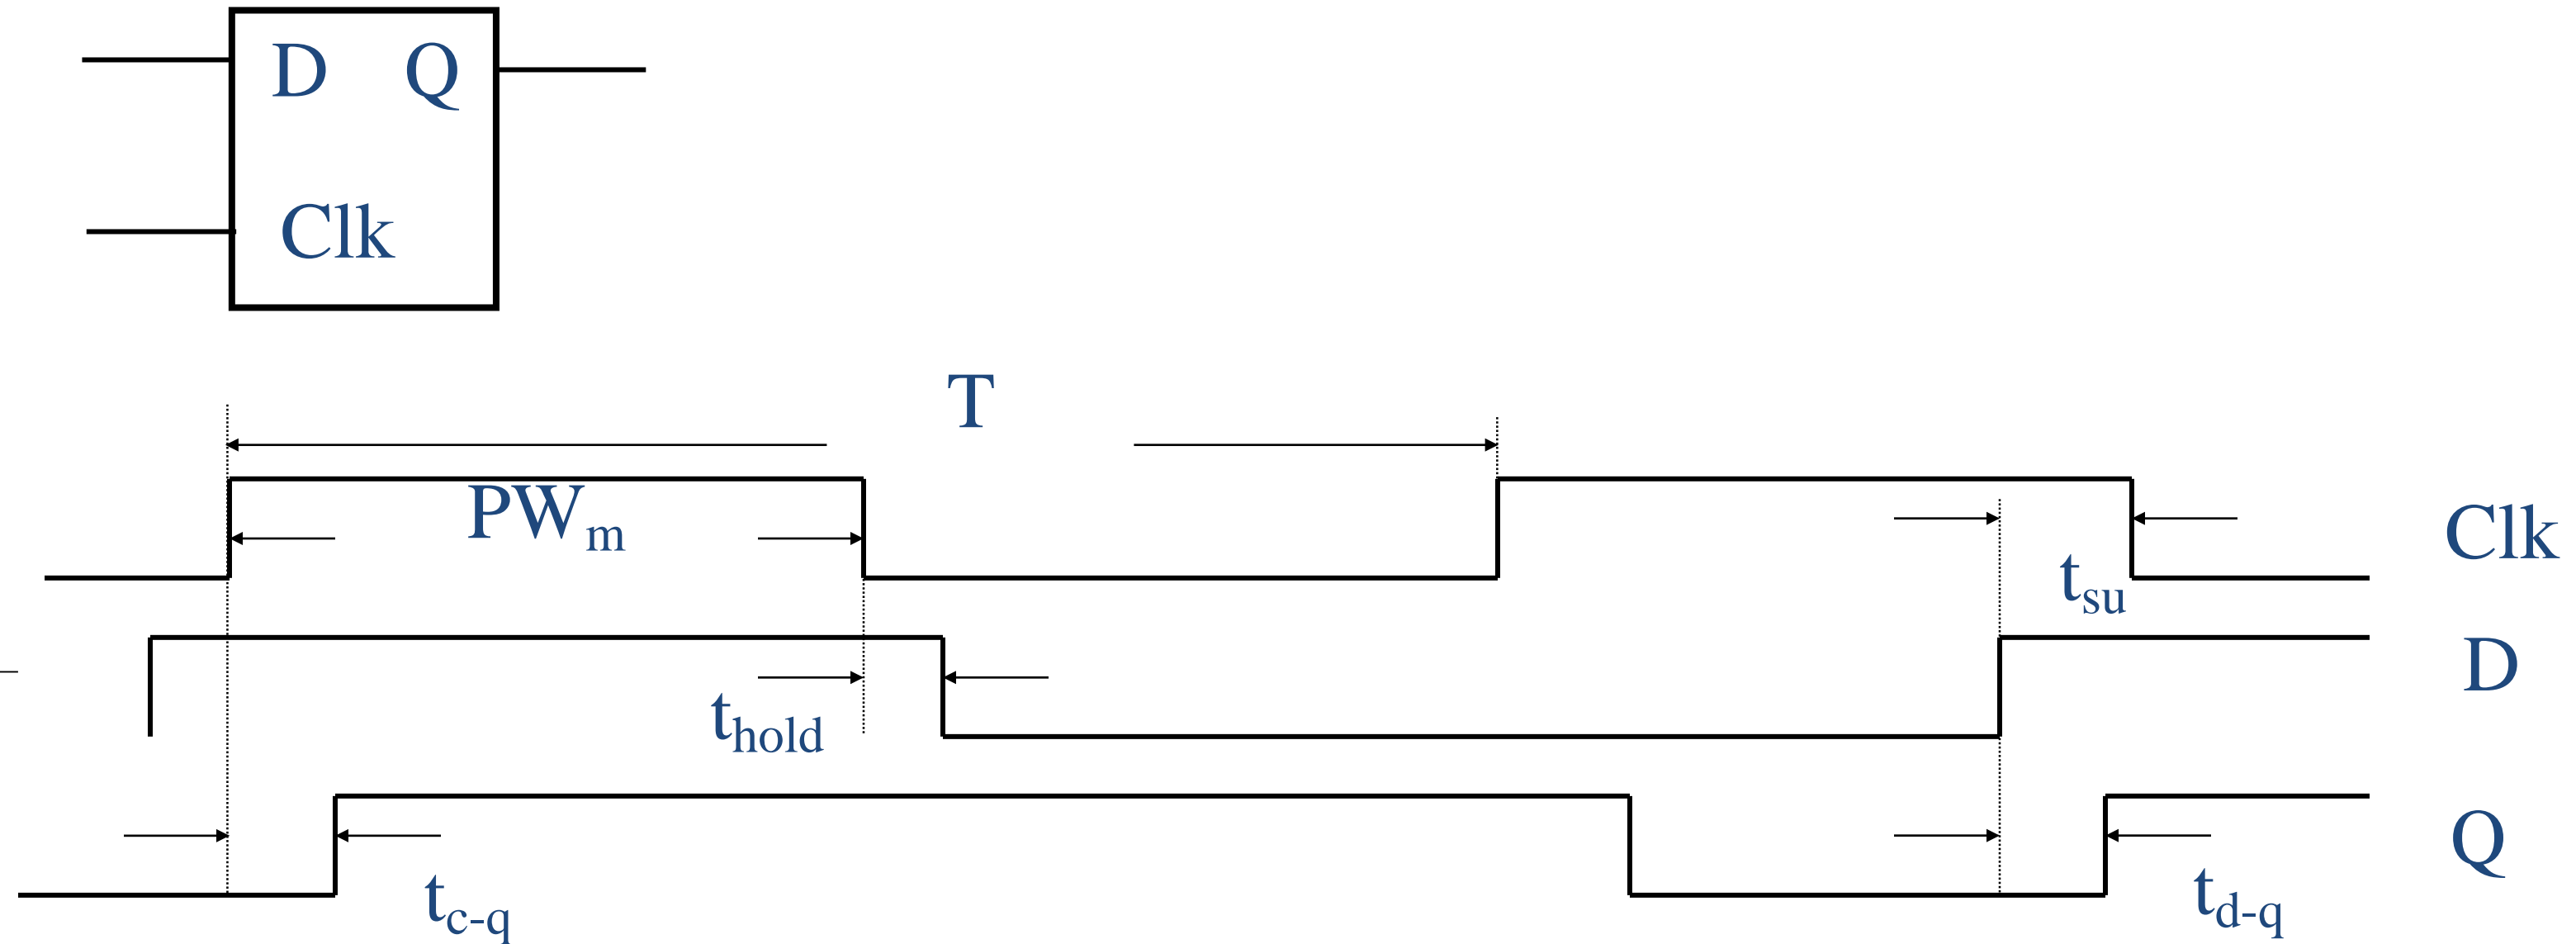 D Q
Clk
T
PWm
Clk
tsu
D
thold
Q
tc-q
td-q